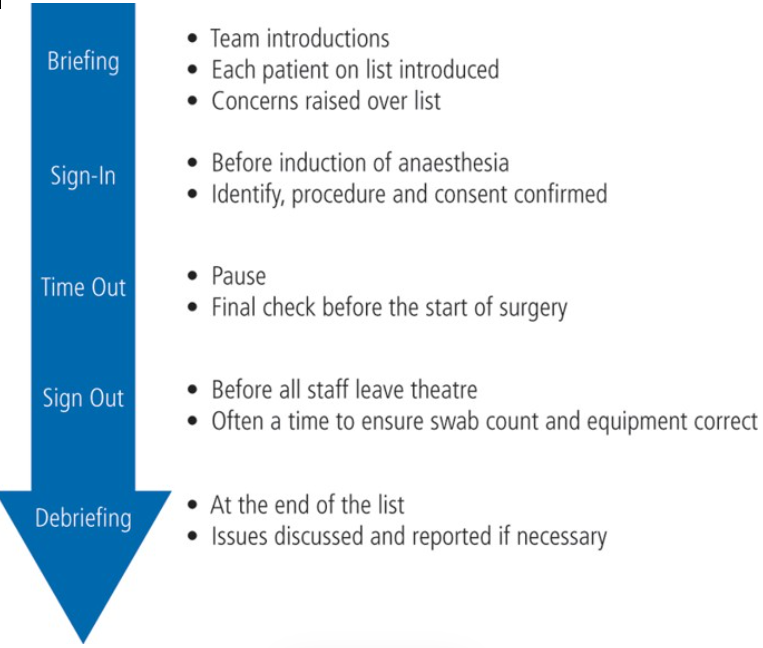 Briefing
• Team introductions
• Each patient on list introduced
• Concerns raised over list
Sign-In
• Before induction of anaesthesia
• Identify, procedure and consent confirmed
Time Out
• Pause
• Final check before the start of surgery
Sign Out
• Before all staff leave theatre
• Often a time to ensure swab count and equipment correct
Debriefing
• At the end of the list
• Issues discussed and reported if necessary